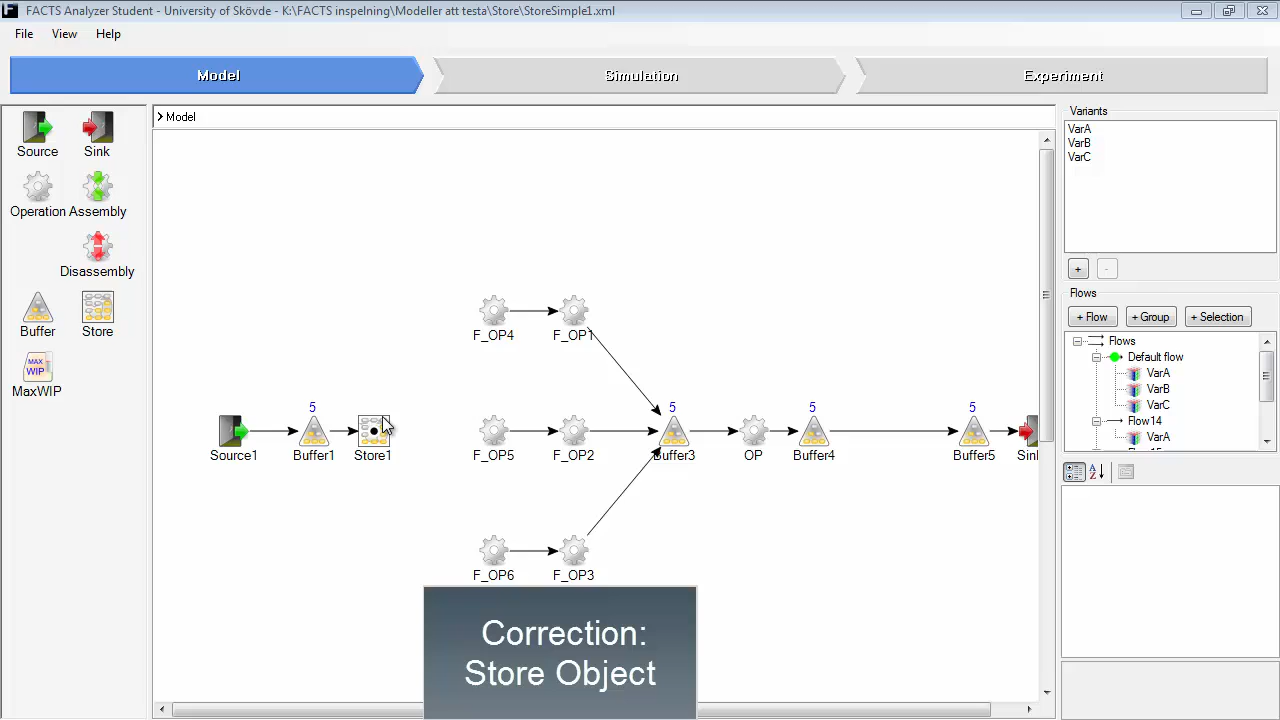 FACTS Analyzer Student - University of Skövde - K:\FACTS inspelning\Modeller att testa\Store\StoreSimple1.xml
File View Help
Model Simulation Experiment
Source Sink
Operation Assembly
Disassembly
Buffer Store
MAX WIP
MaxWIP
> Model
F_OP4 F_OP1
5 5 5 5
Source1 Buffer1 Store1 F_OP5 F_OP2 Buffer3 OP Buffer4 Buffer5
F_OP6 F_OP3
Correction:
Store Object
Variants
VarA
VarB
VarC
+ -
Flows
+ Flow + Group + Selection
Flows
Default flow
VarA
VarB
VarC
Flow14
VarA